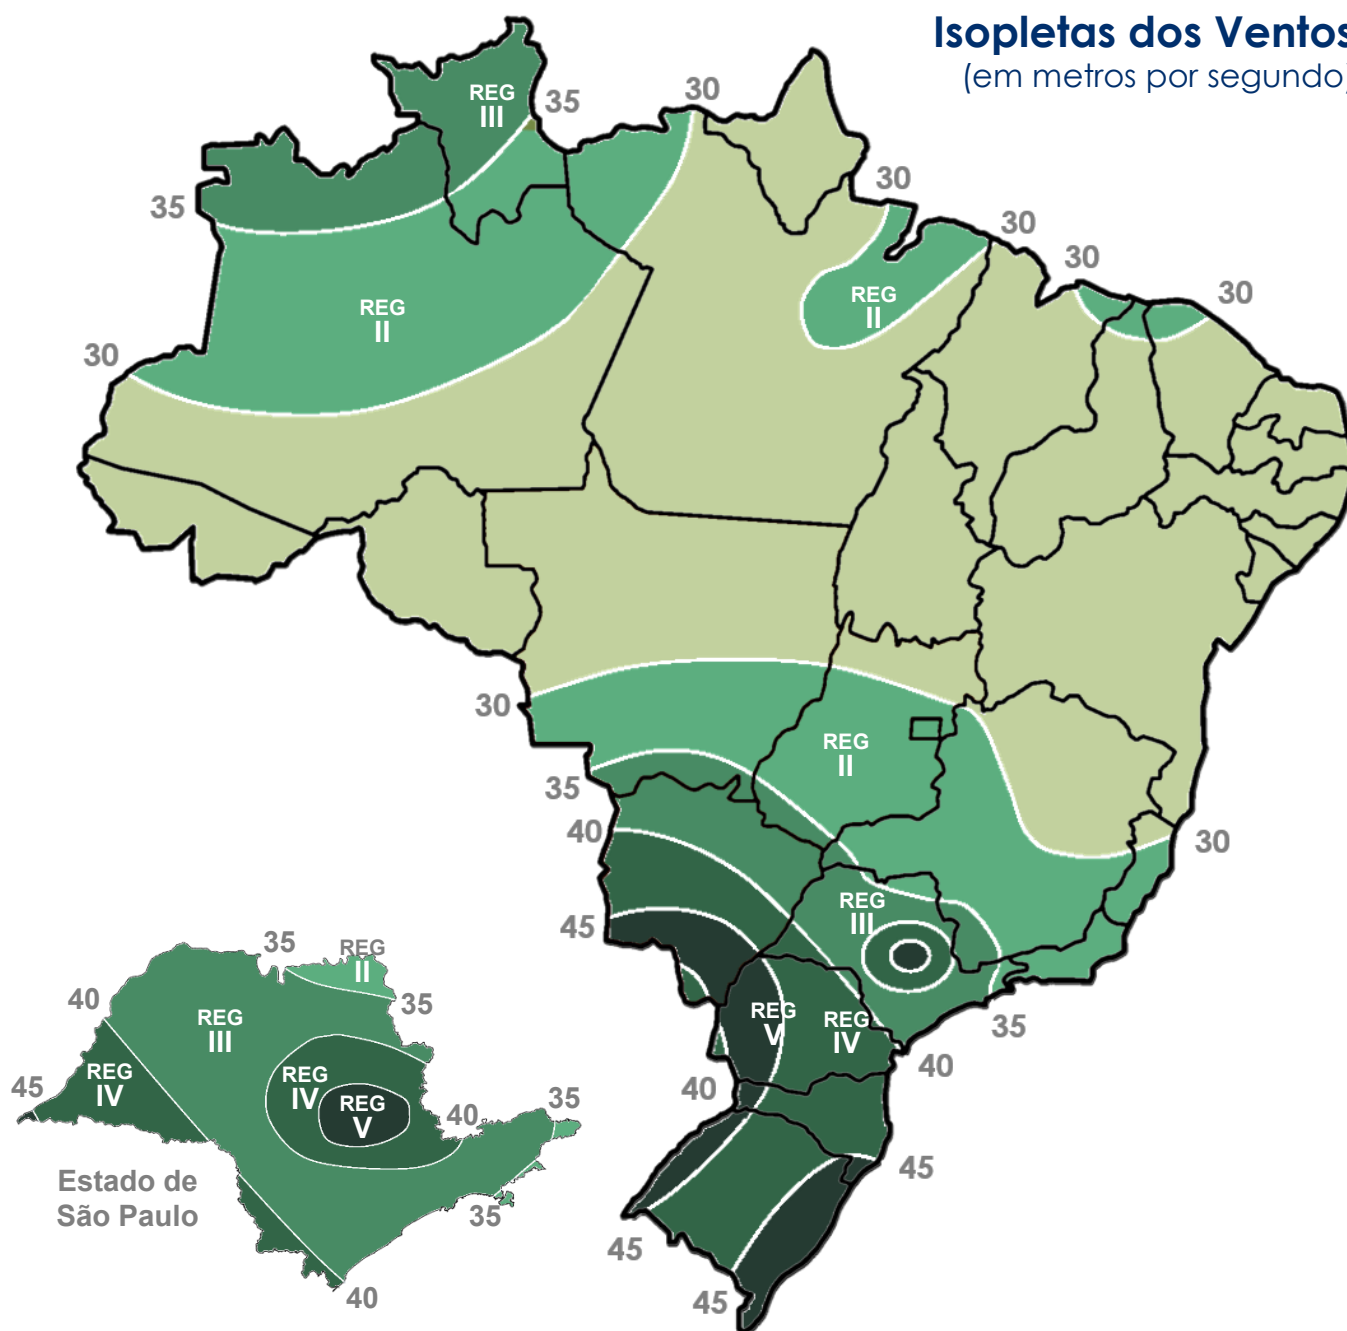 Isopletas dos Ventos
(em metros por segundo)
REG
III
35
30
30
35
30
30
REG
II
REG
II
30
30
30
REG
II
35
40
30
REG
III
45
35
REG
II
40
35
REG
III
REG
V
REG
IV
35
REG
IV
REG
IV
40
45
40
REG
V
40
35
45
Estado de
São Paulo
35
45
40
45